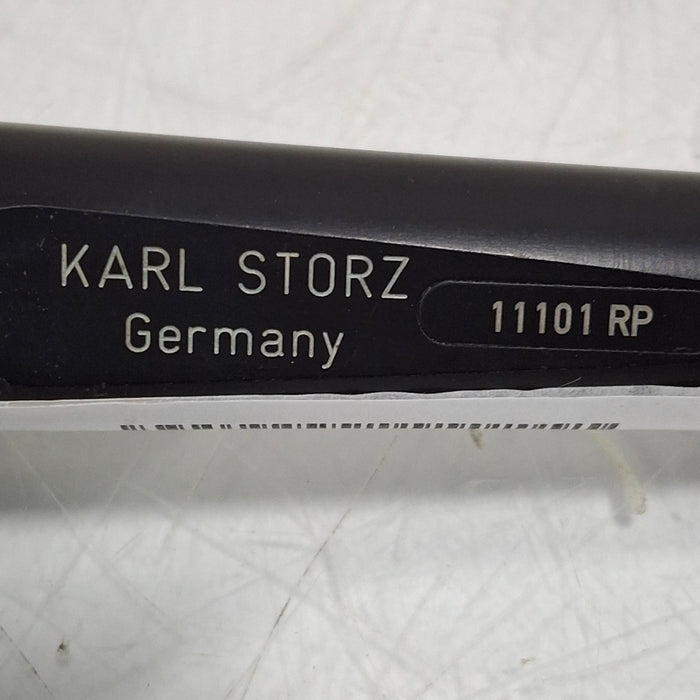 KARL STORZ
Germany
11101 RP